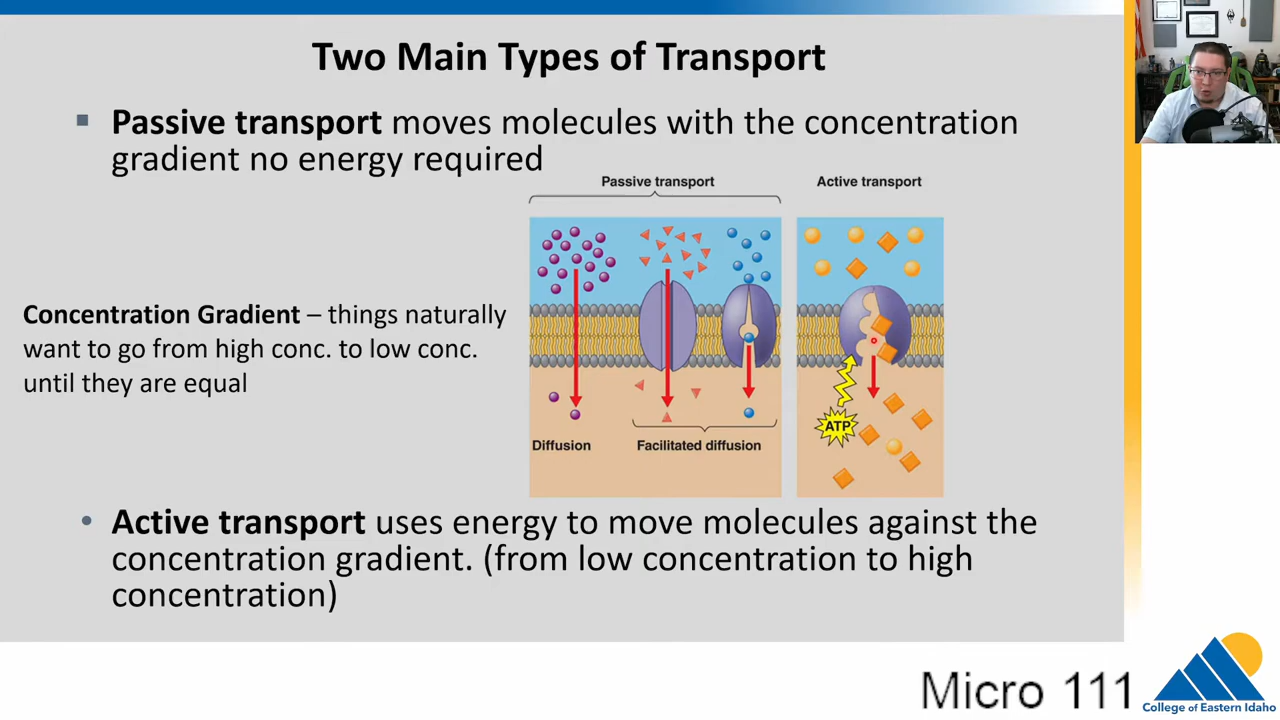 Two Main Types of Transport
▪ Passive transport moves molecules with the concentration
gradient no energy required
Passive transport
Active transport
Concentration Gradient – things naturally
want to go from high conc. to low conc.
until they are equal
ATP
Diffusion
Facilitated diffusion
• Active transport uses energy to move molecules against the
concentration gradient. (from low concentration to high
concentration)
Micro 111
College of Eastern Idaho